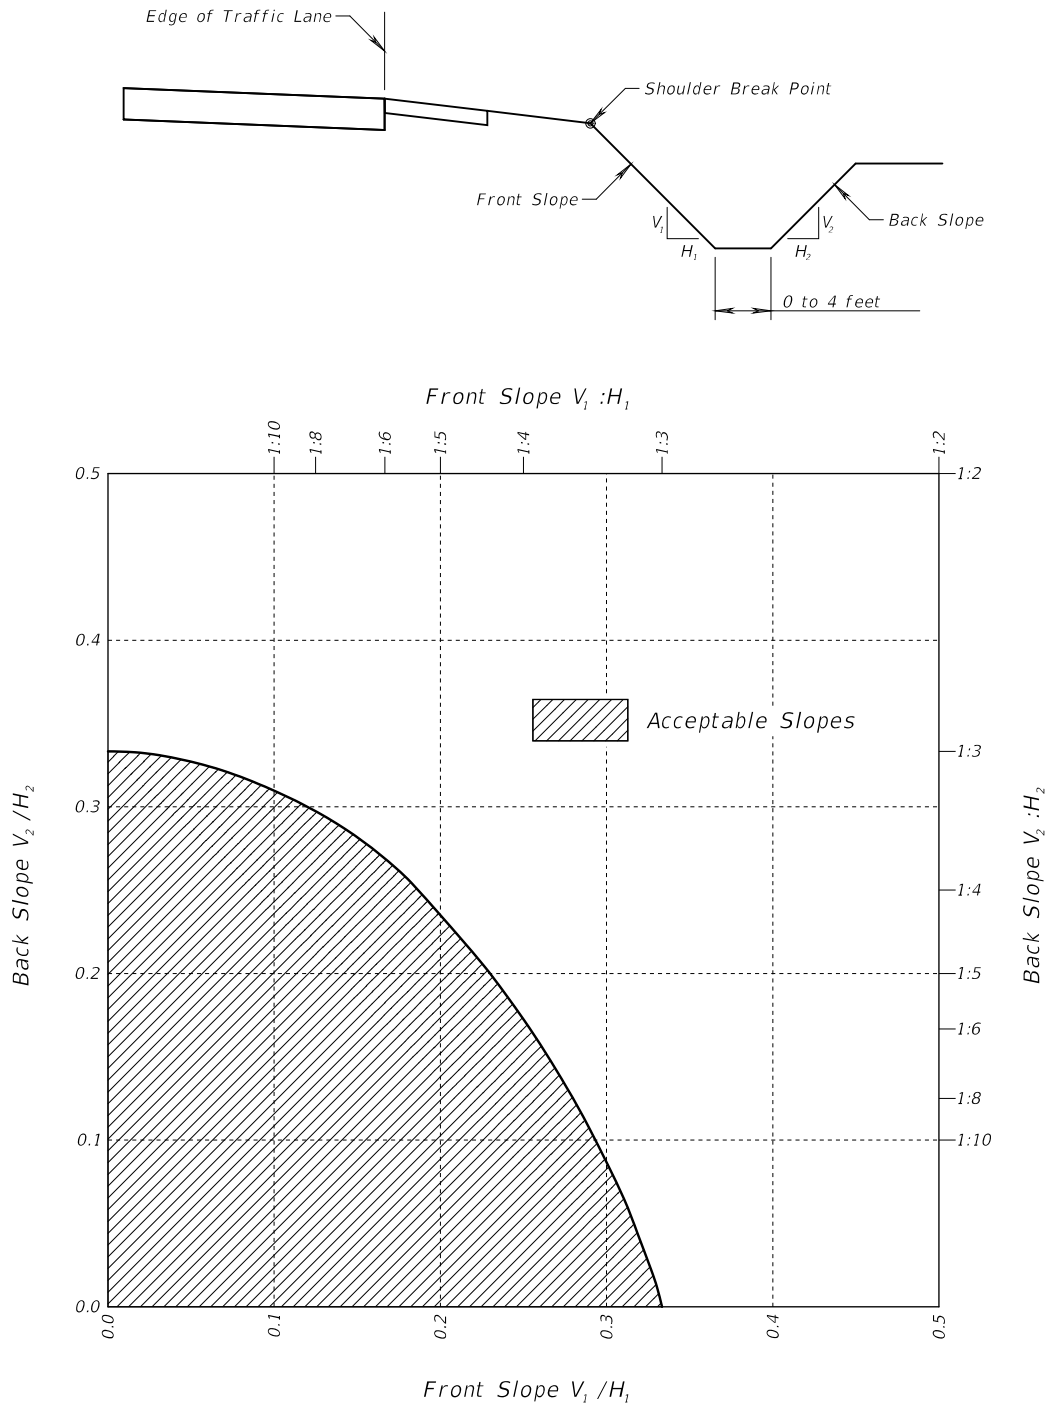 Edge of Traffic Lane
Shoulder Break Point
Front Slope
V1
H1
V2
H2
Back Slope
0 to 4 feet
Front Slope V1 :H1
1:10
1:8
1:6
1:5
1:4
1:3
1:2
0.5
0.4
0.3
0.2
0.1
0.0
Back Slope V2 /H2
Acceptable Slopes
1:2
1:3
1:4
1:5
1:6
1:8
1:10
Back Slope V2 :H2
0.0
0.1
0.2
0.3
0.4
0.5
Front Slope V1 /H1